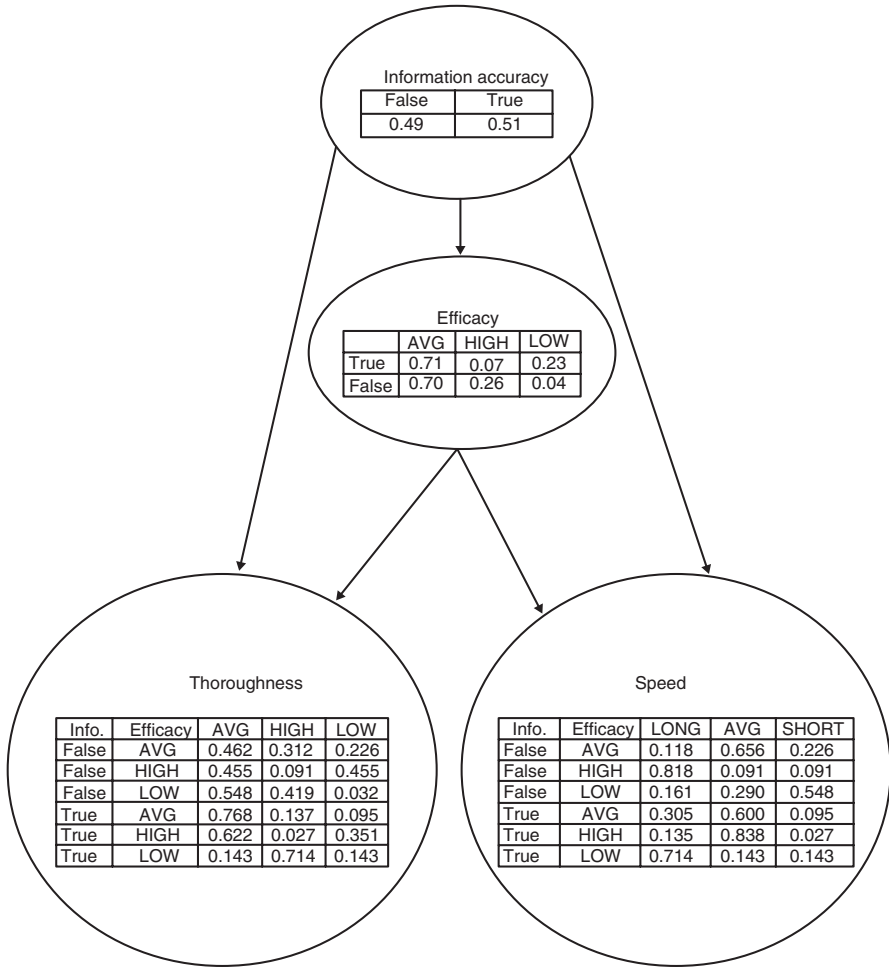 Information accuracy
False True
0.49 0.51
Efficacy
AVG HIGH LOW
True 0.71 0.07 0.23
False 0.70 0.26 0.04
Thoroughness
Info. Efficacy AVG HIGH LOW
False AVG 0.462 0.312 0.226
False HIGH 0.455 0.091 0.455
False LOW 0.548 0.419 0.032
True AVG 0.768 0.137 0.095
True HIGH 0.622 0.027 0.351
True LOW 0.143 0.714 0.143
Speed
Info. Efficacy LONG AVG SHORT
False AVG 0.118 0.656 0.226
False HIGH 0.818 0.091 0.091
False LOW 0.161 0.290 0.548
True AVG 0.305 0.600 0.095
True HIGH 0.135 0.838 0.027
True LOW 0.714 0.143 0.143